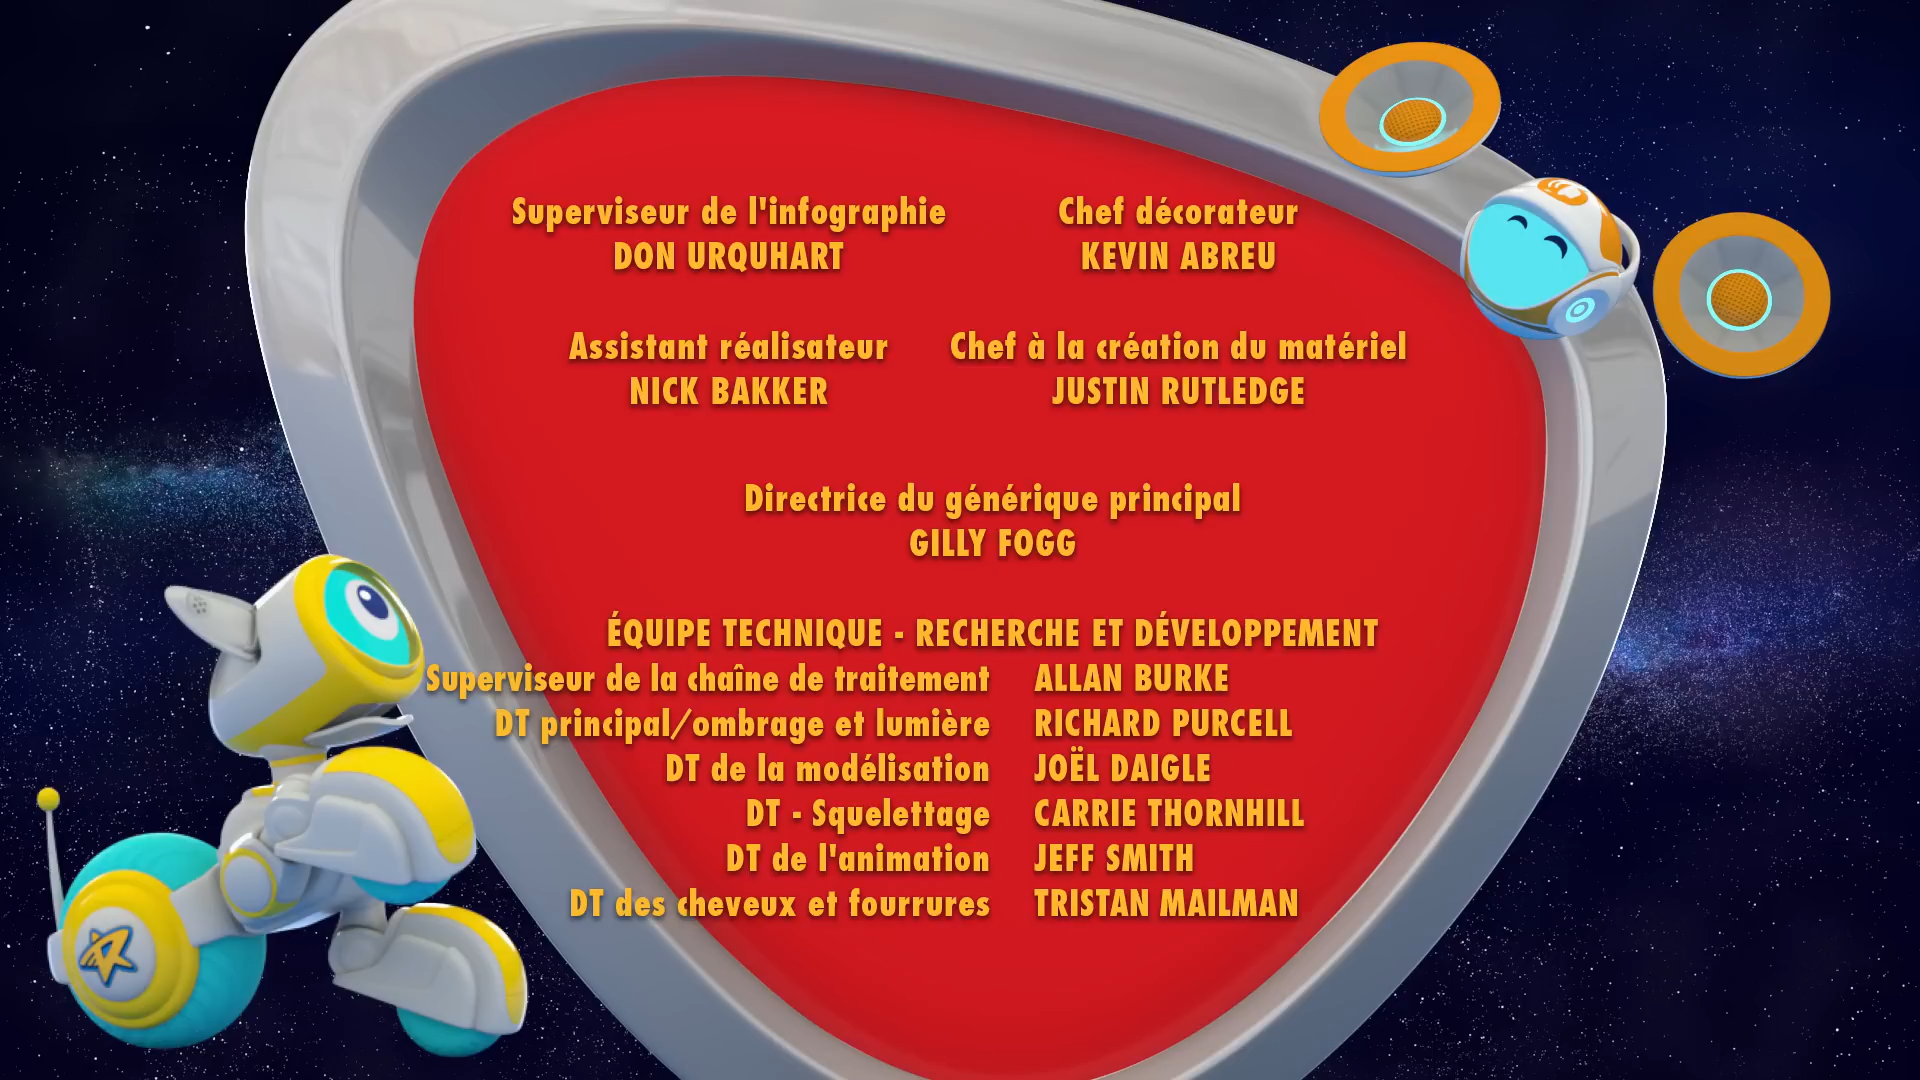 Superviseur de l'infographie
DON URQUHART
Chef décorateur
KEVIN ABREU
Assistant réalisateur
NICK BAKKER
Chef à la création du matériel
JUSTIN RUTLEDGE
Directrice du générique principal
GILLY FOGG
ÉQUIPE TECHNIQUE - RECHERCHE ET DÉVELOPPEMENT
Superviseur de la chaîne de traitement ALLAN BURKE
DT principal/ombrage et lumière RICHARD PURCELL
DT de la modélisation JOËL DAIGLE
DT - Squelettage CARRIE THORNHILL
DT de l'animation JEFF SMITH
DT des cheveux et fourrures TRISTAN MAILMAN